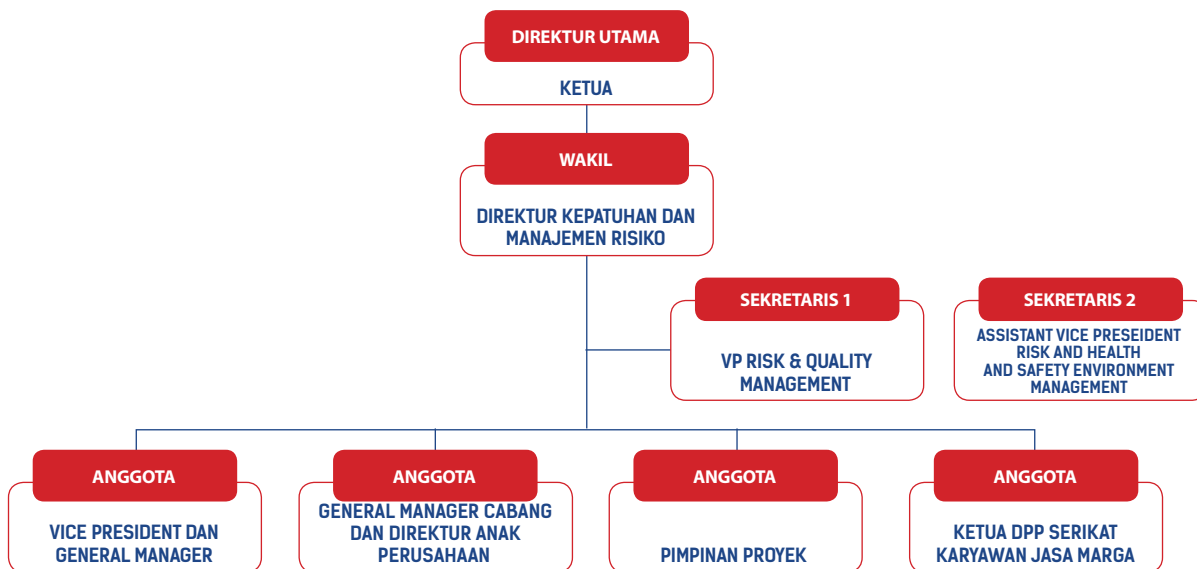 DIREKTUR UTAMA
KETUA
WAKIL
DIREKTUR KEPATUHAN DAN
MANAJEMEN RISIKO
SEKRETARIS 1
VP RISK & QUALITY
MANAGEMENT
SEKRETARIS 2
ASSISTANT VICE PRESEIDENT
RISK AND HEALTH
AND SAFETY ENVIRONMENT
MANAGEMENT
ANGGOTA
VICE PRESIDENT DAN
GENERAL MANAGER
ANGGOTA
GENERAL MANAGER CABANG
DAN DIREKTUR ANAK
PERUSAHAAN
ANGGOTA
PIMPINAN PROYEK
ANGGOTA
KETUA DPP SERIKAT
KARYAWAN JASA MARGA